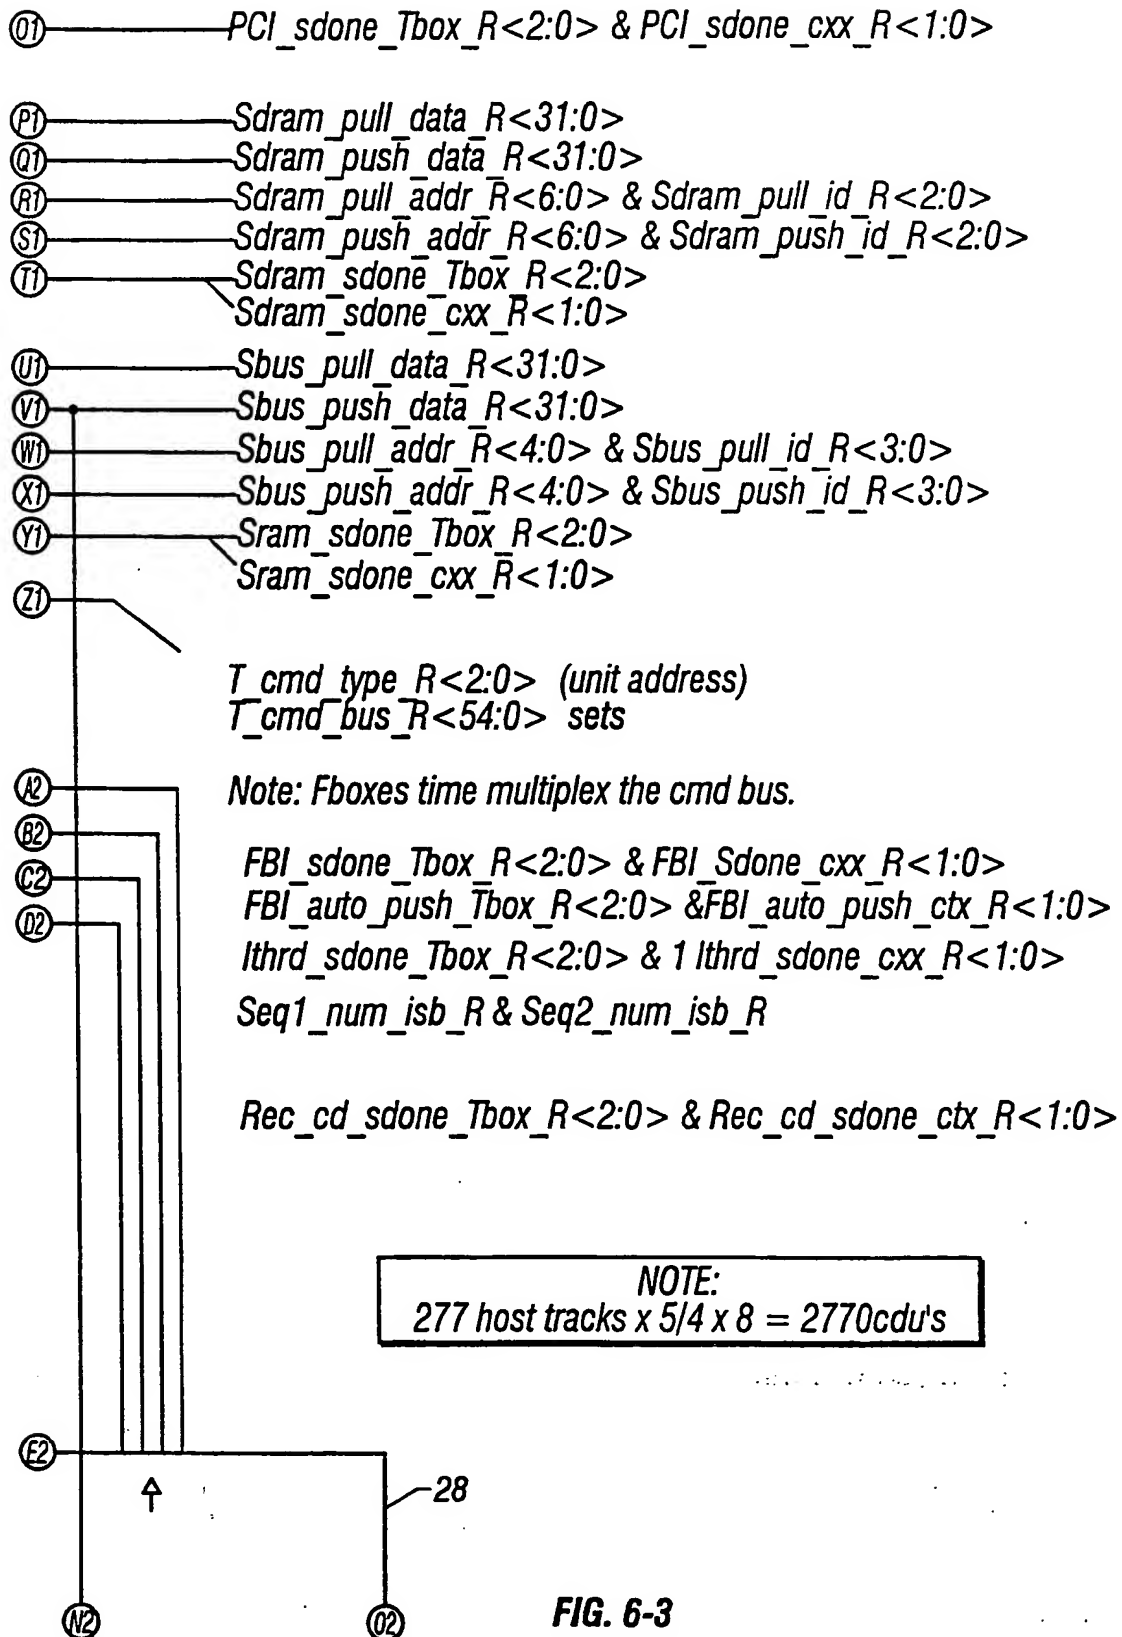 O1 PCI_sdone_Tbox_R<2:0> & PCI_sdone_cxx_R<1:0>
P1 Sdram_pull_data_R<31:0>
Q1 Sdram_push_data_R<31:0>
R1 Sdram_pull_addr_R<6:0> & Sdram_pull_id_R<2:0>
S1 Sdram_push_addr_R<6:0> & Sdram_push_id_R<2:0>
T1 Sdram_sdone_Tbox_R<2:0>
Sdram_sdone_cxx_R<1:0>
U1 Sbus_pull_data_R<31:0>
V1 Sbus_push_data_R<31:0>
W1 Sbus_pull_addr_R<4:0> & Sbus_pull_id_R<3:0>
X1 Sbus_push_addr_R<4:0> & Sbus_push_id_R<3:0>
Y1 Sram_sdone_Tbox_R<2:0>
Sram_sdone_cxx_R<1:0>
Z1
T_cmd_type_R<2:0> (unit address)
T_cmd_bus_R<54:0> sets
A2 Note: Fboxes time multiplex the cmd bus.
B2
FBI_sdone_Tbox_R<2:0> & FBI_Sdone_cxx_R<1:0>
C2
FBI_auto_push_Tbox_R<2:0> &FBI_auto_push_ctx_R<1:0>
D2
Ithrd_sdone_Tbox_R<2:0> & 1 Ithrd_sdone_cxx_R<1:0>
Seq1_num_isb_R & Seq2_num_isb_R
Rec_cd_sdone_Tbox_R<2:0> & Rec_cd_sdone_ctx_R<1:0>
NOTE:
277 host tracks x 5/4 x 8 = 2770cdu's
E2
28
N2
O2
FIG. 6-3